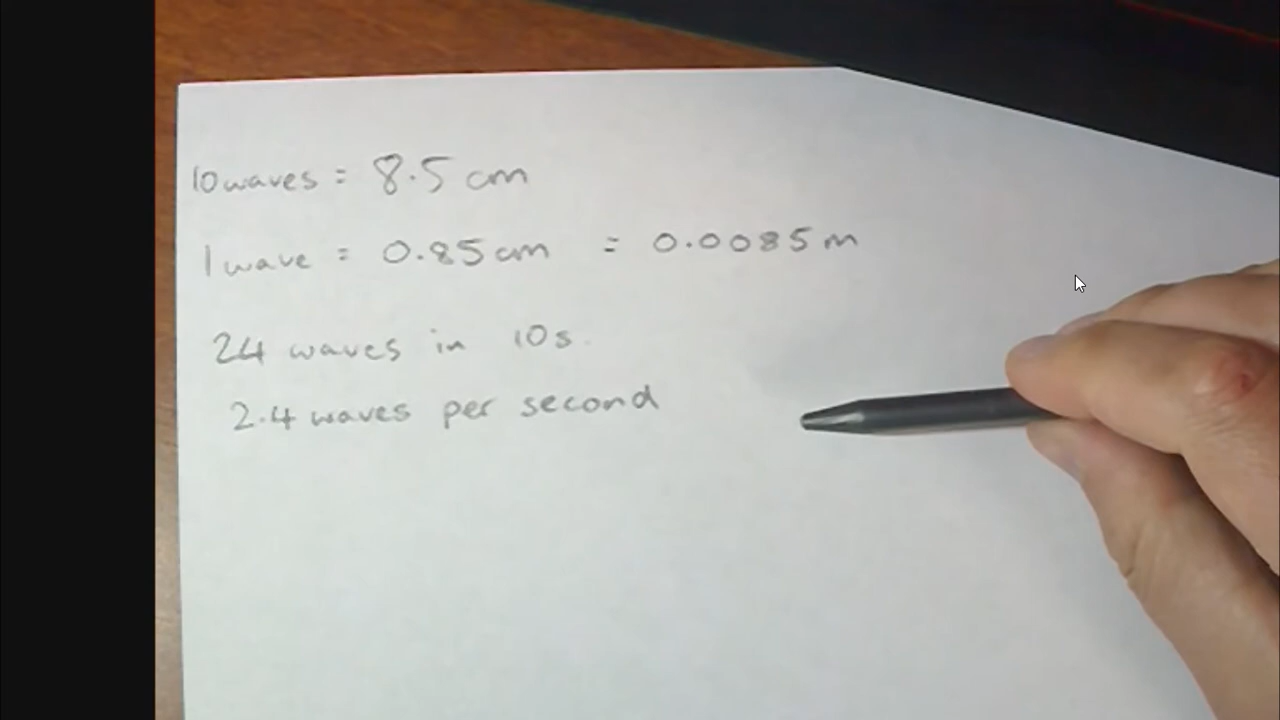 10 waves = 8.5 cm
1 wave = 0.85 cm = 0.0085 m
24 waves in 10s.
2.4 waves per second